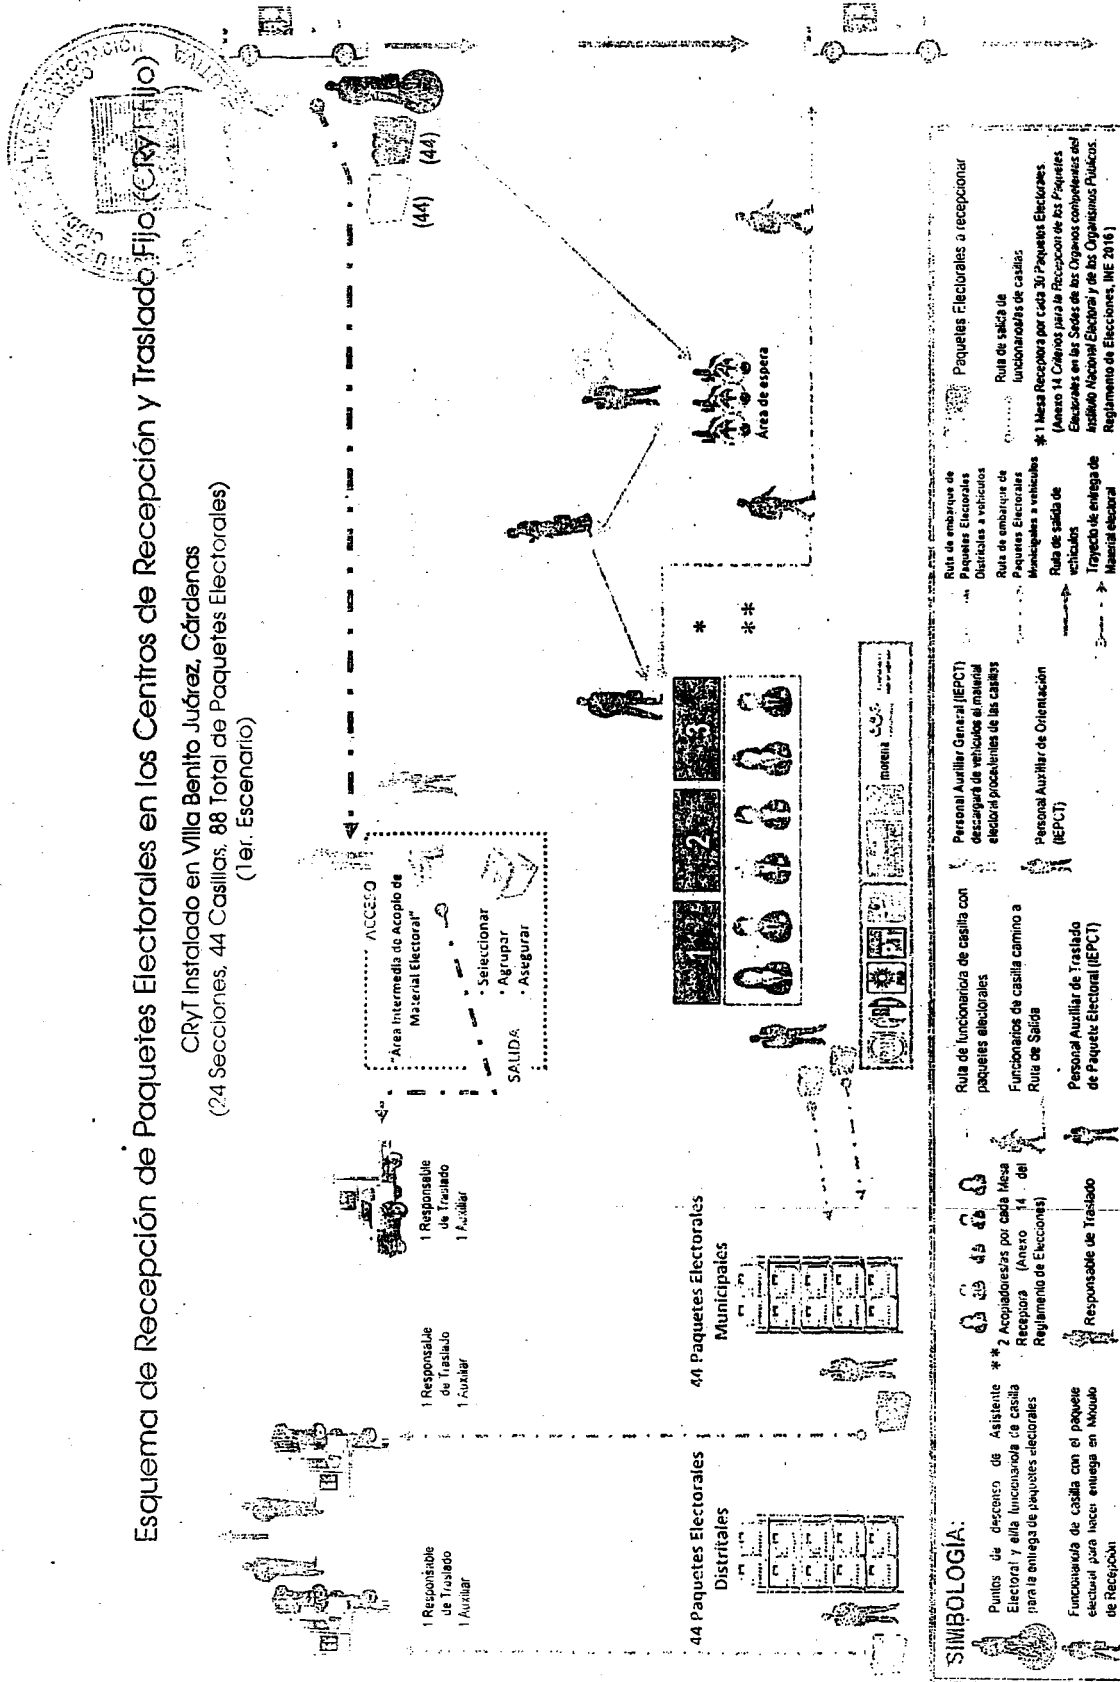 Esquema de Recepción de Paquetes Electorales en los Centros de Recepción y Traslado Fijo (CRyT Fijo)
CRyT Instalado en Villa Benito Juárez, Cárdenas
(24 Secciones, 44 Casillas, 88 Total de Paquetes Electorales)
(1er. Escenario)
(44)
(44)
ACCESO
"Área Intermedia de Acopio de
Material Electoral"
• Seleccionar
• Agrupar
• Asegurar
SALIDA
1 Responsable
de Traslado
1 Auxiliar
1 Responsable
de Traslado
1 Auxiliar
1 Responsable
de Traslado
1 Auxiliar
Área de espera
1
2
3
*
**
morena
44 Paquetes Electorales
Distritales
44 Paquetes Electorales
Municipales
SIMBOLOGÍA:
Puntos de descenso de Asistente
Electoral y el/la funcionario/a de casilla
para la entrega de paquetes electorales
Funcionario/a de casilla con el paquete
electoral para hacer entrega en Módulo
de Recepción
** 2 Acopiadores/as por cada Mesa
Receptora (Anexo 14 del
Reglamento de Elecciones)
Responsable de Traslado
Ruta de funcionario/a de casilla con
paquetes electorales
Funcionarios de casilla camino a
Ruta de Salida
Personal Auxiliar de Traslado
de Paquete Electoral (IEPCT)
Personal Auxiliar General (IEPCT)
descargará de vehículos el material
electoral procedentes de las casillas
Personal Auxiliar de Orientación
(IEPCT)
Ruta de embarque de
Paquetes Electorales
Distritales a vehículos
Ruta de embarque de
Paquetes Electorales
Municipales a vehículos
Ruta de salida de
vehículos
Trayecto de entrega de
Material electoral
Paquetes Electorales a recepcionar
Ruta de salida de
funcionarios/as de casillas
* 1 Mesa Receptora por cada 30 Paquetes Electorales.
(Anexo 14 Criterios para la Recepción de los Paquetes
Electorales en las Sedes de los Organos competentes del
Instituto Nacional Electoral y de los Organismos Públicos.
Reglamento de Elecciones, INE 2016)